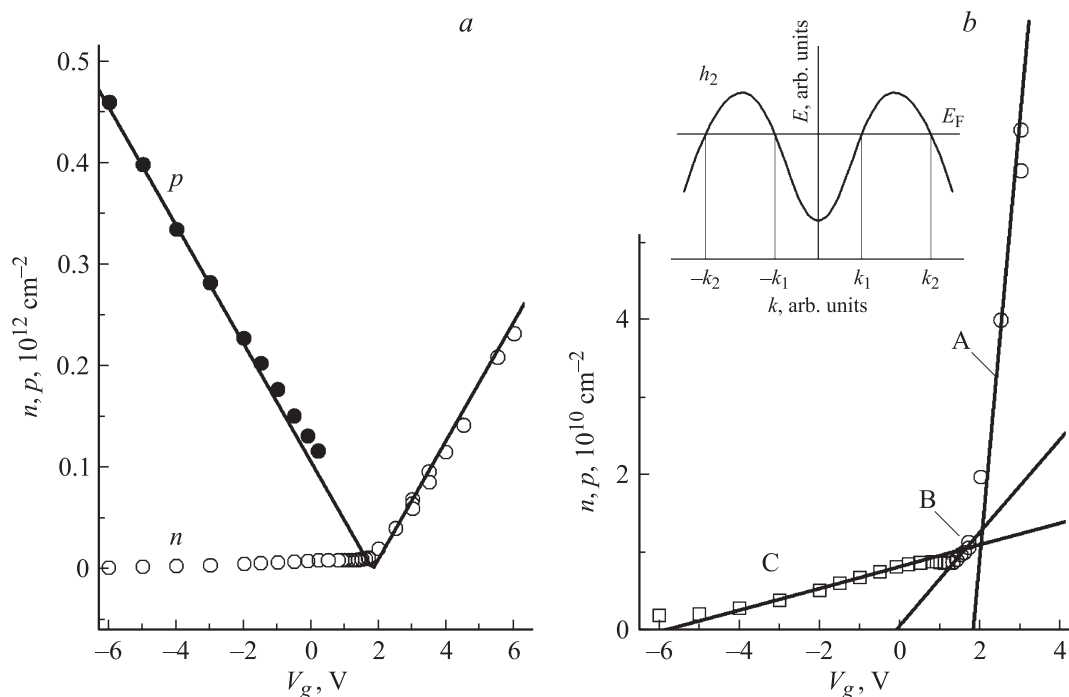 a
n, p, 10¹² cm⁻²
0.5
0.4
0.3
0.2
0.1
0
p
n
–6 –4 –2 0 2 4 6
V_g, V
b
n, p, 10¹⁰ cm⁻²
4
2
0
E, arb. units
h₂
E_F
–k₂ –k₁ k₁ k₂
k, arb. units
A
B
C
–6 –4 –2 0 2 4
V_g, V